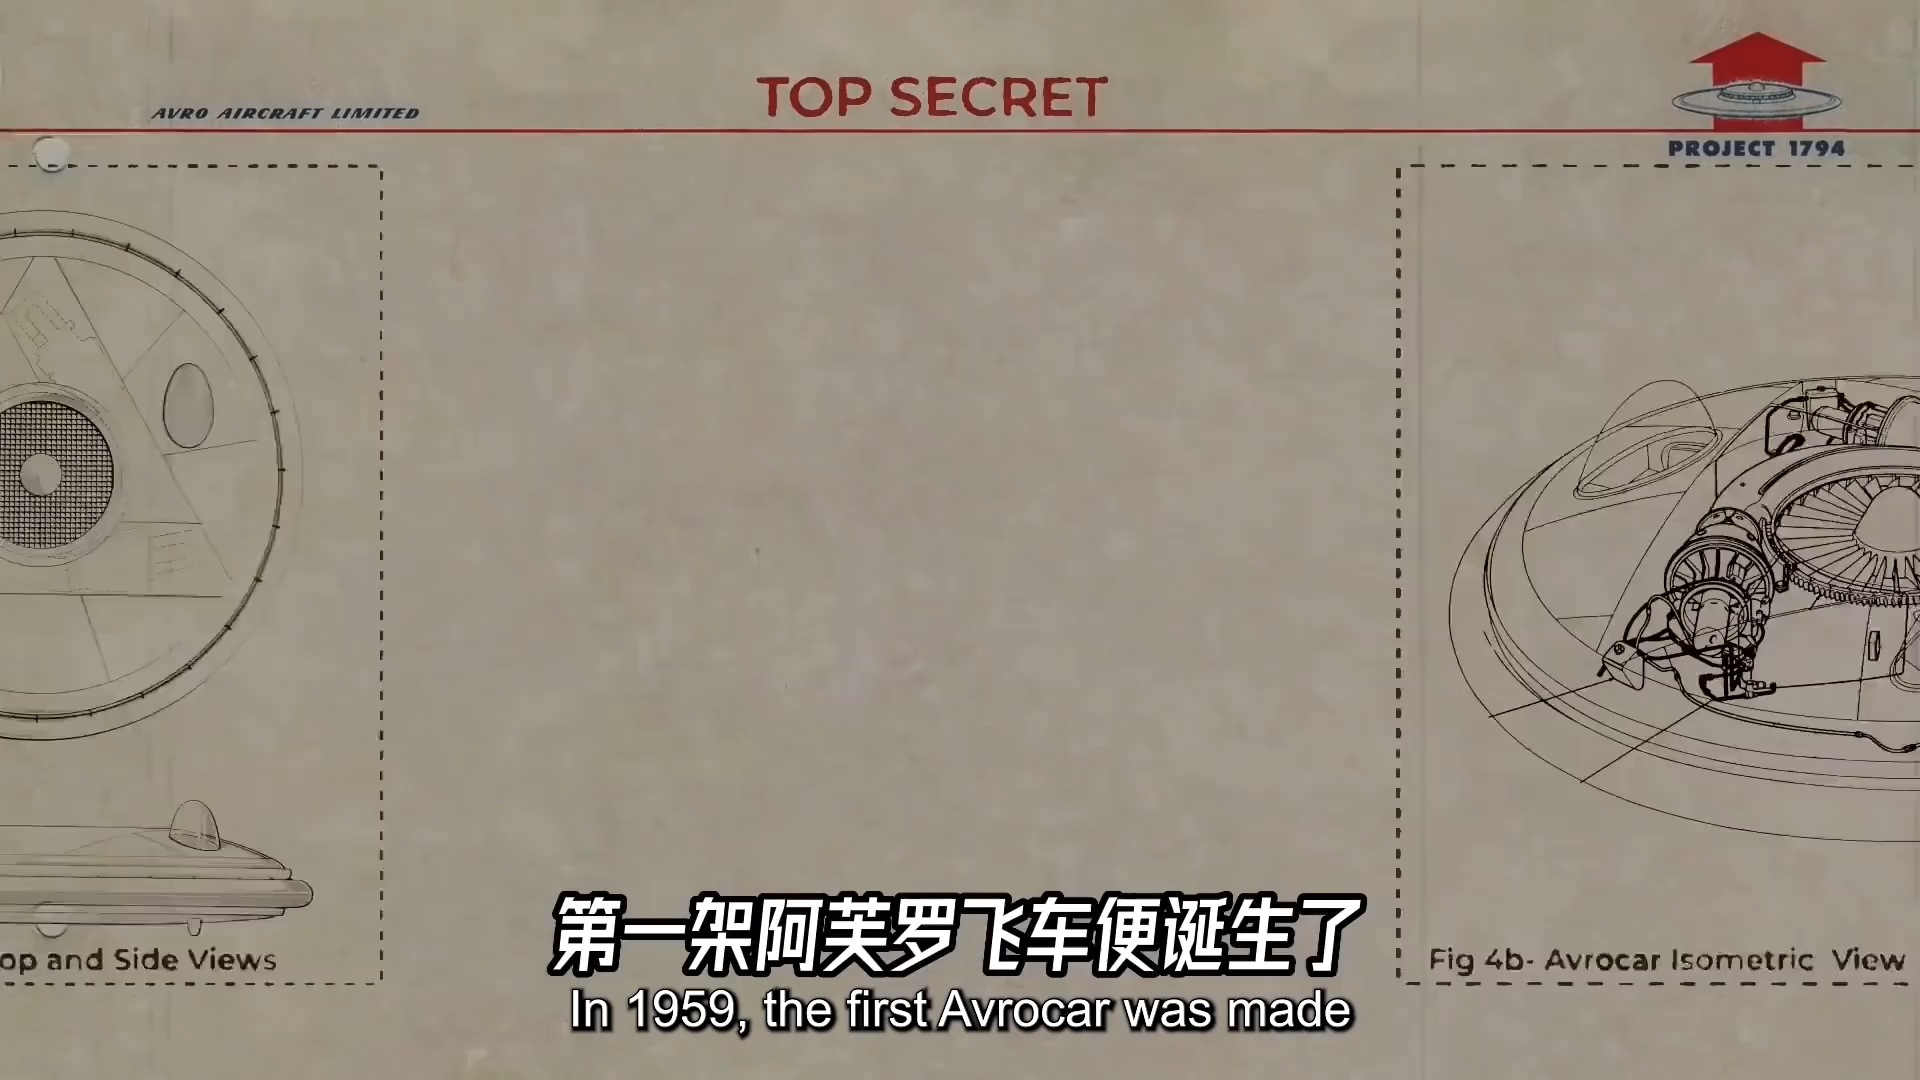 TOP SECRET
AVRO AIRCRAFT LIMITED
PROJECT 1794
op and Side Views
Fig 4b- Avrocar Isometric View
第一架阿芙罗飞车便诞生了
In 1959, the first Avrocar was made